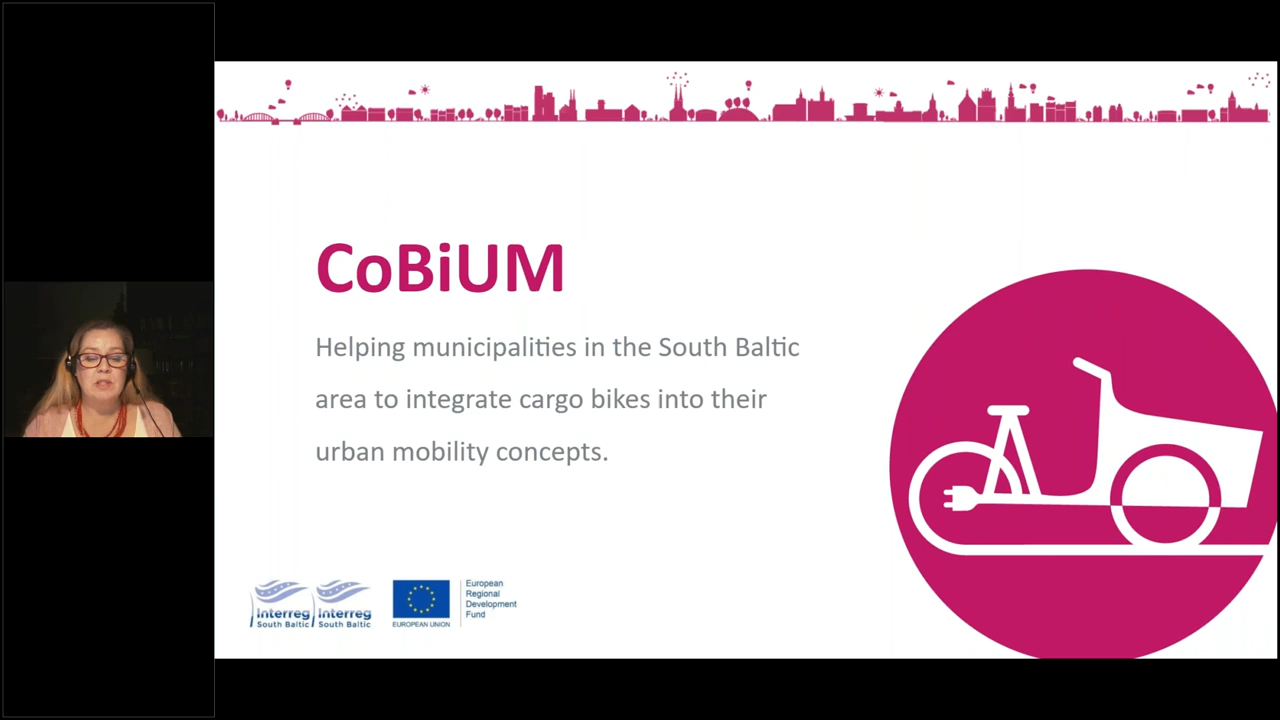 CoBiUM
Helping municipalities in the South Baltic
area to integrate cargo bikes into their
urban mobility concepts.
Interreg
South Baltic
Interreg
South Baltic
EUROPEAN UNION
European
Regional
Development
Fund